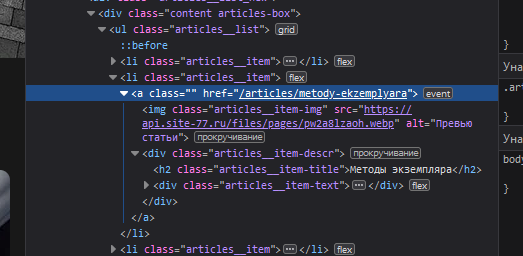 <div class="content articles-box">
<ul class="articles__list"> grid
::before
<li class="articles__item"> ••• </li> flex
<li class="articles__item"> flex
}
Уна
<a class="" href="/articles/metody-ekzemplyara"> event
.ar
<img class="articles__item-img" src="https://
}
api.site-77.ru/files/pages/pw2a8lzaoh.webp" alt="Превью
статьи"> прокручивание
Уна
<div class="articles__item-descr"> прокручивание
body
<h2 class="articles__item-title">Методы экземпляра</h2>
<div class="articles__item-text"> ••• </div> flex
}
</div>
</a>
</li>
<li class="articles__item"> ••• </li> flex